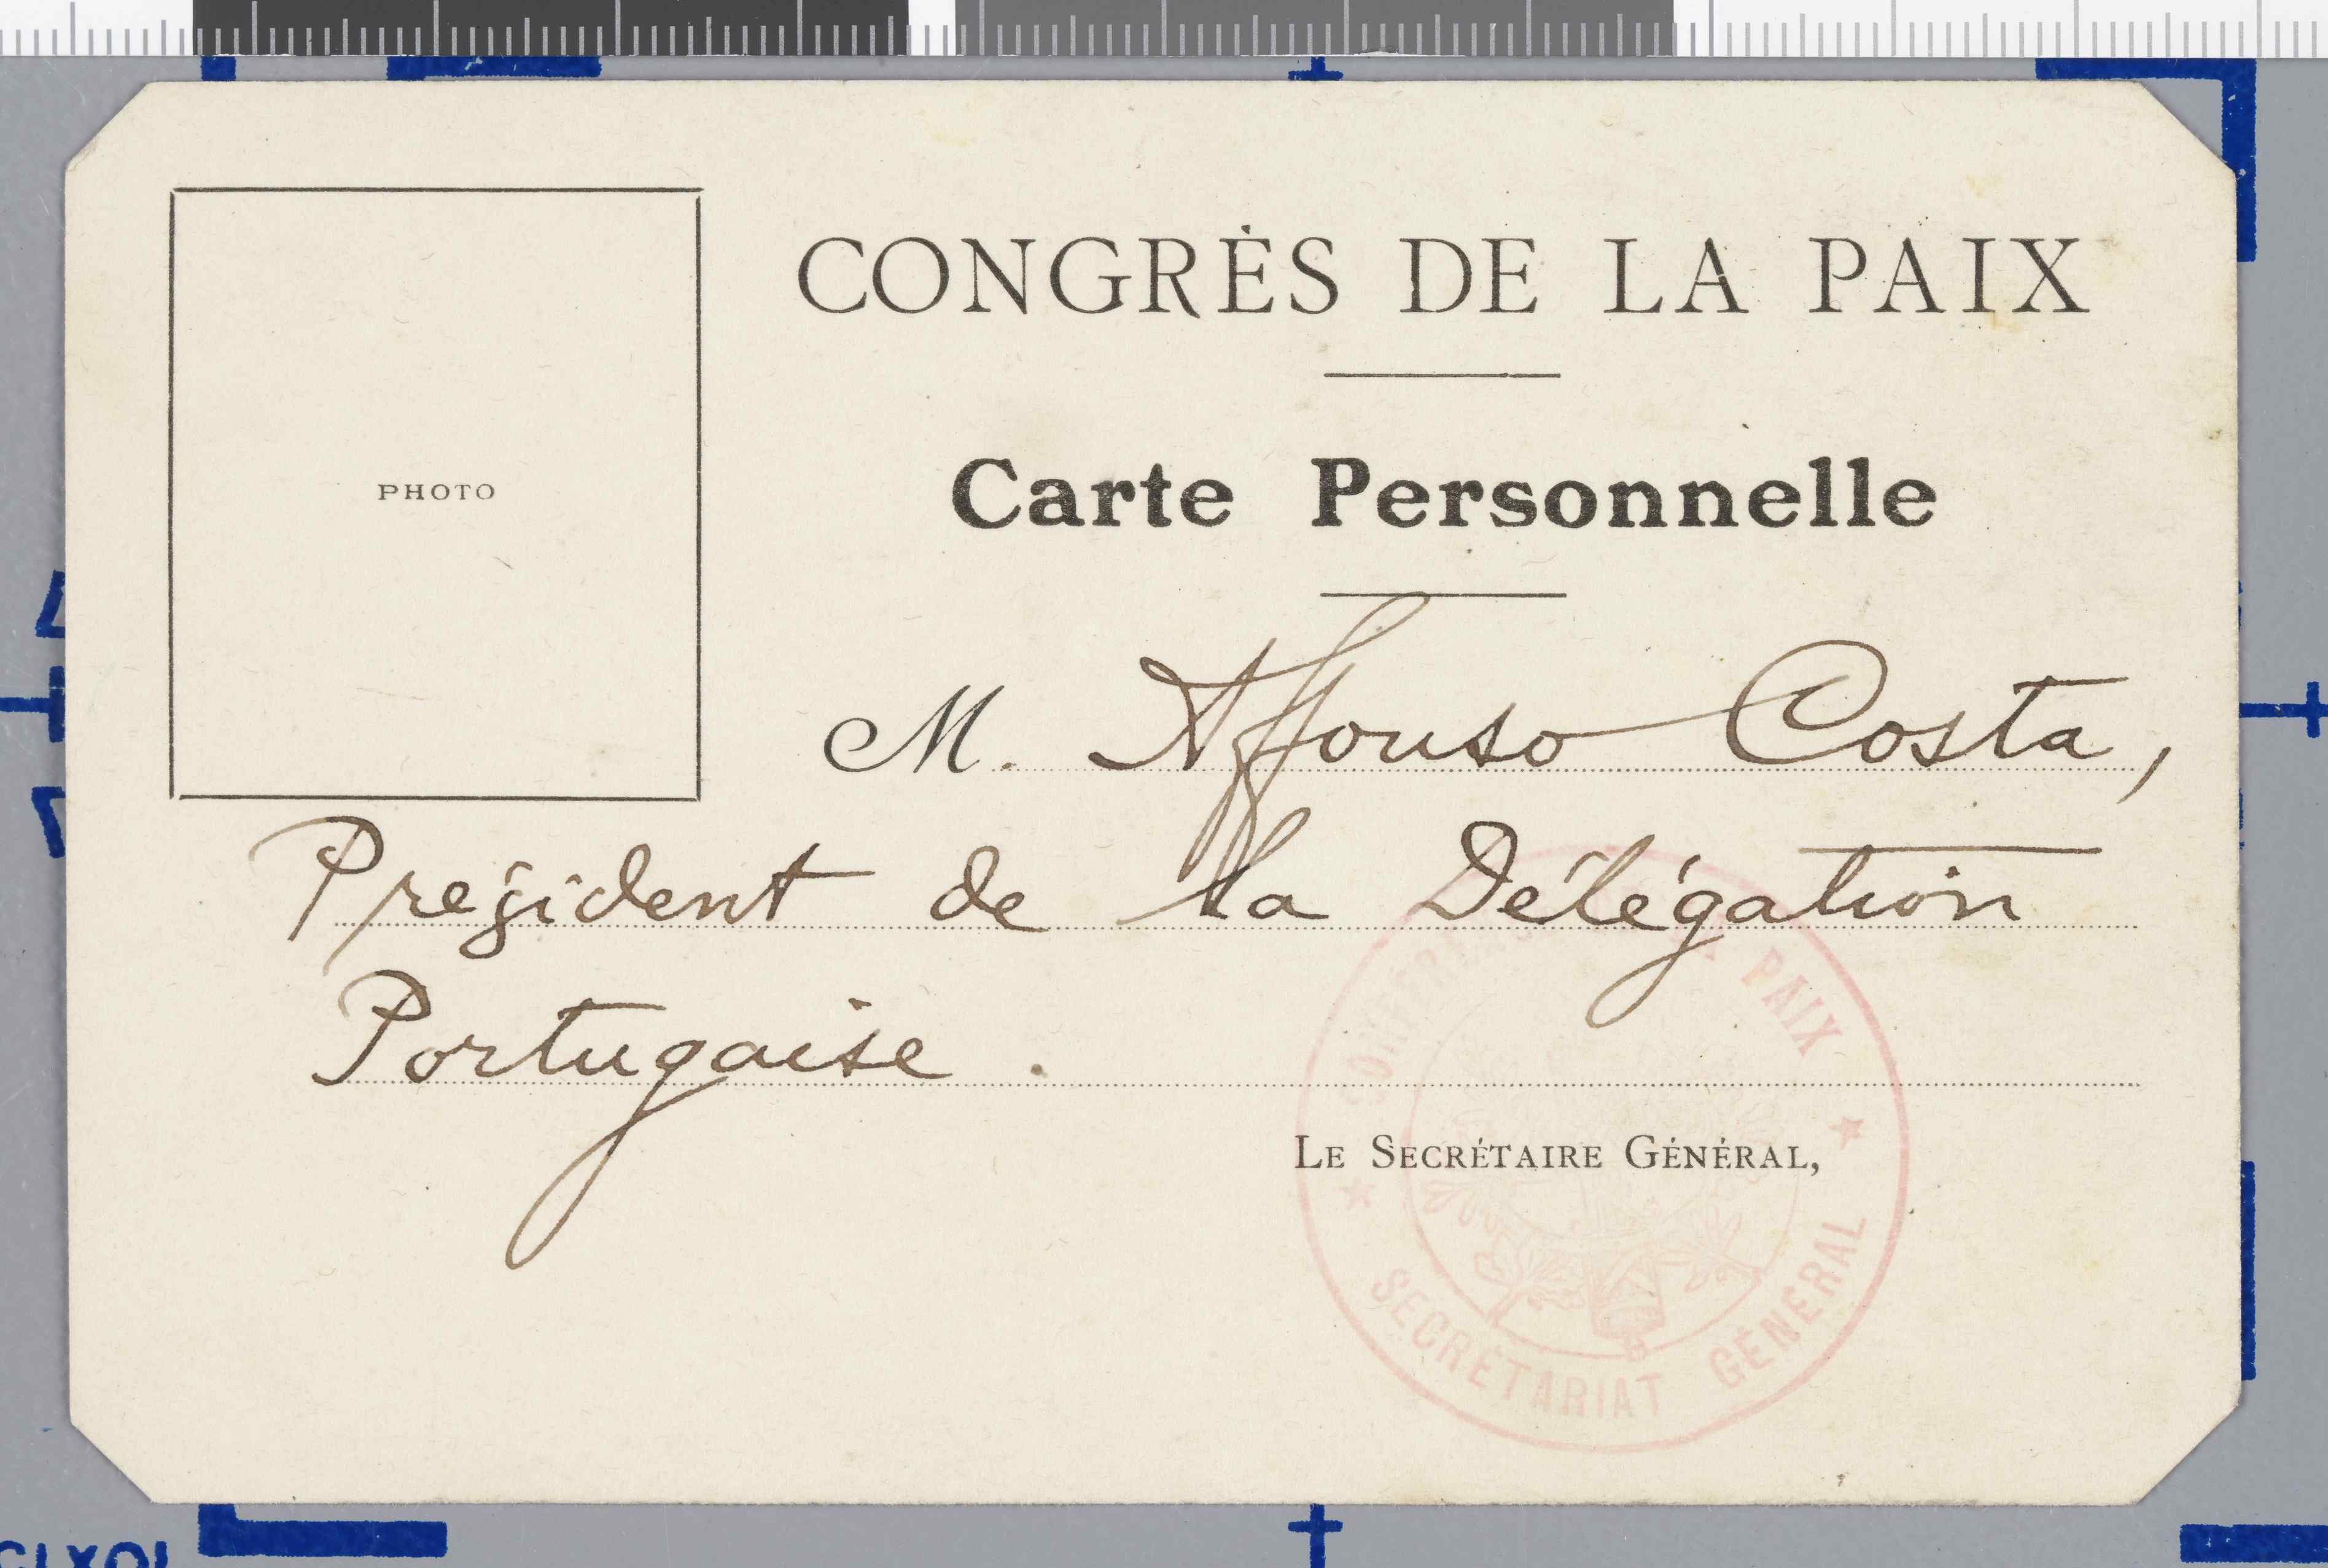 CONGRÈS DE LA PAIX
PHOTO
Carte Personnelle
M. Affonso Costa,
Président de la Délégation
Portugaise.
PAIX
LE SECRÉTAIRE GÉNÉRAL,
SECRÉTARIAT GÉNÉRAL